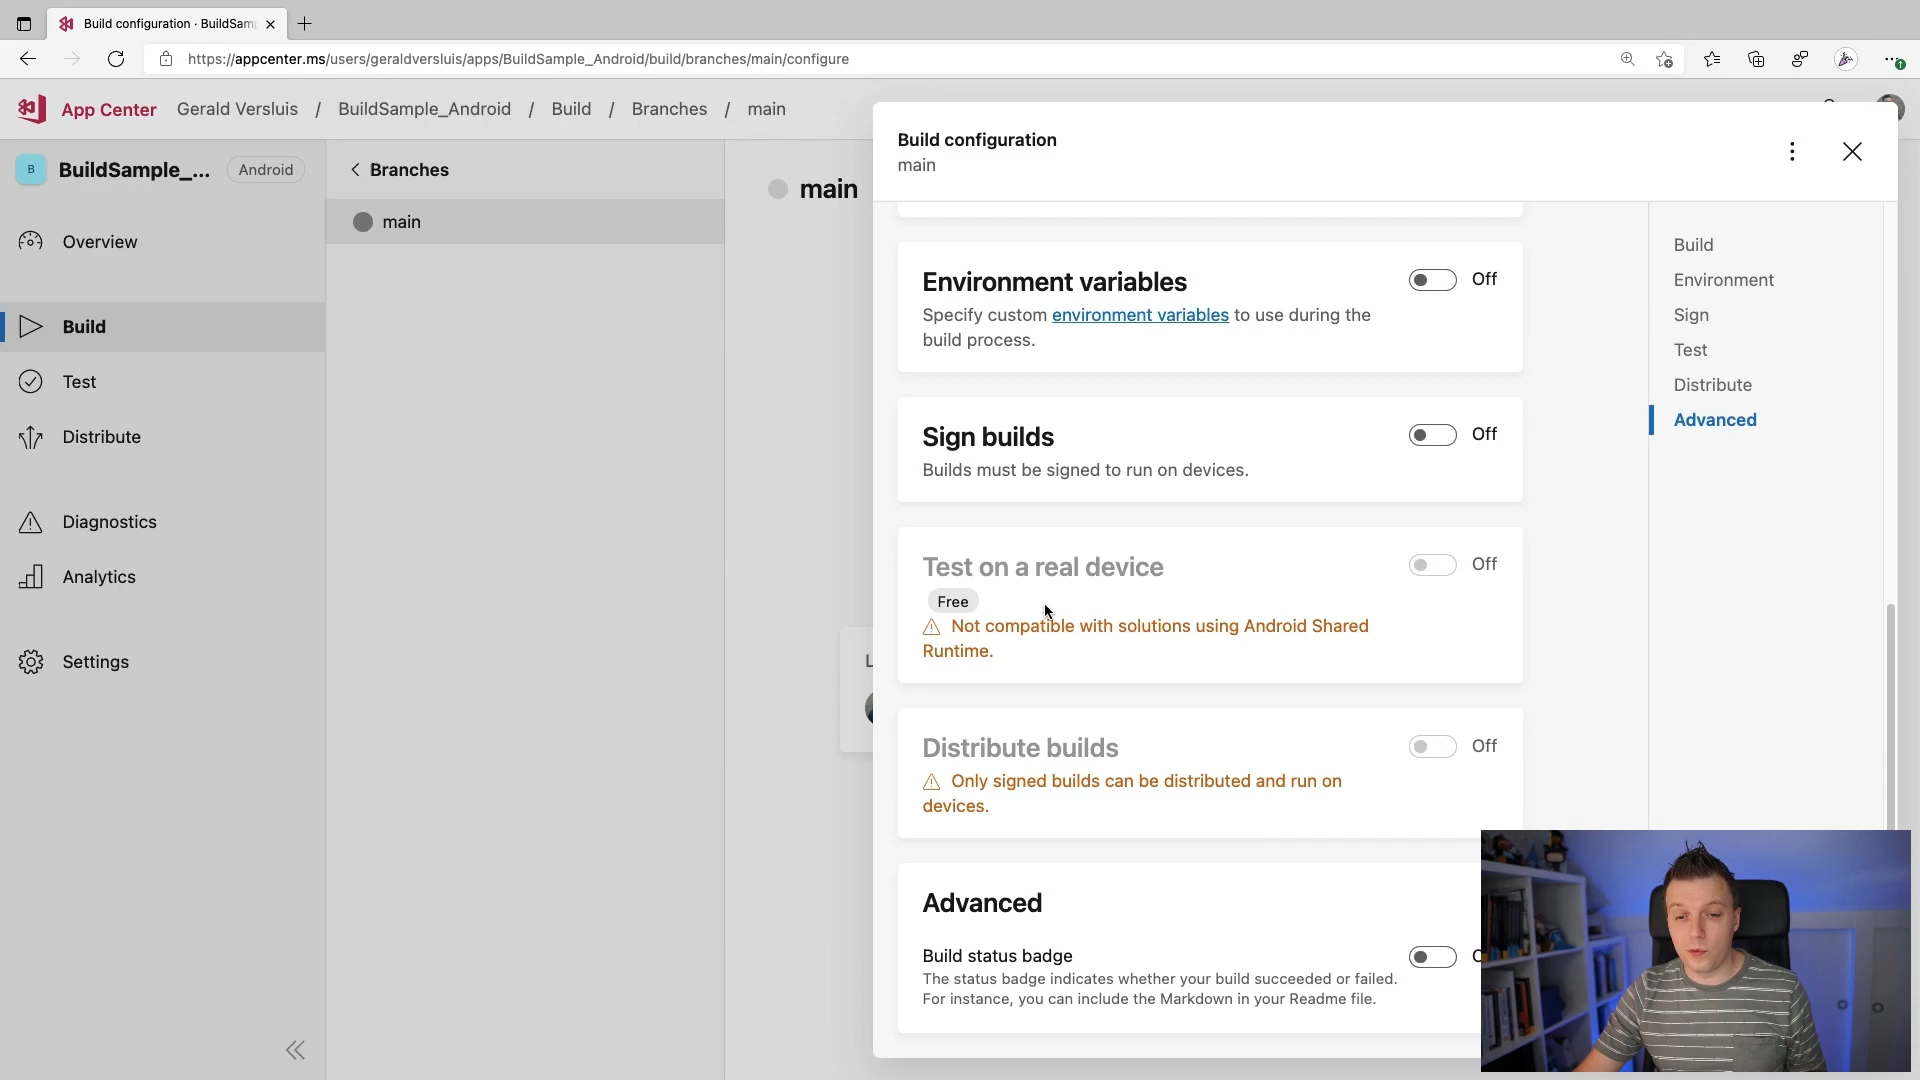 Build configuration · BuildSam
https://appcenter.ms/users/geraldversluis/apps/BuildSample_Android/build/branches/main/configure
App Center
Gerald Versluis / BuildSample_Android / Build / Branches / main
B
BuildSample_...
Android
Overview
Build
Test
Distribute
Diagnostics
Analytics
Settings
Branches
main
main
L
Build configuration
main
Environment variables
Off
Specify custom environment variables to use during the
build process.
Sign builds
Off
Builds must be signed to run on devices.
Test on a real device
Off
Free
Not compatible with solutions using Android Shared
Runtime.
Distribute builds
Off
Only signed builds can be distributed and run on
devices.
Advanced
Build status badge
The status badge indicates whether your build succeeded or failed.
For instance, you can include the Markdown in your Readme file.
Build
Environment
Sign
Test
Distribute
Advanced